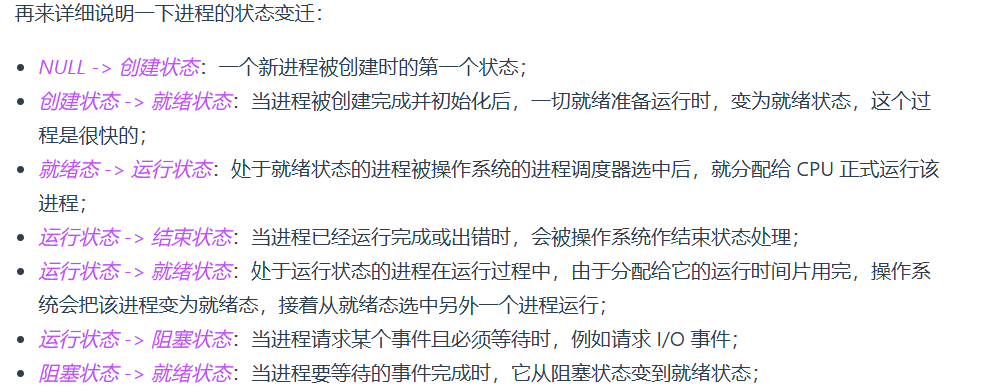 再来详细说明一下进程的状态变迁：
NULL -> 创建状态：一个新进程被创建时的第一个状态；
创建状态 -> 就绪状态：当进程被创建完成并初始化后，一切就绪准备运行时，变为就绪状态，这个过
程是很快的；
就绪态 -> 运行状态：处于就绪状态的进程被操作系统的进程调度器选中后，就分配给 CPU 正式运行该
进程；
运行状态 -> 结束状态：当进程已经运行完成或出错时，会被操作系统作结束状态处理；
运行状态 -> 就绪状态：处于运行状态的进程在运行过程中，由于分配给它的运行时间片用完，操作系
统会把该进程变为就绪态，接着从就绪态选中另外一个进程运行；
运行状态 -> 阻塞状态：当进程请求某个事件且必须等待时，例如请求 I/O 事件；
阻塞状态 -> 就绪状态：当进程要等待的事件完成时，它从阻塞状态变到就绪状态；